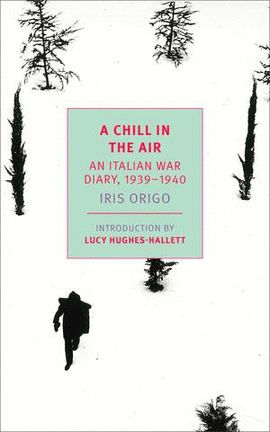 A CHILL IN
THE AIR
AN ITALIAN WAR
DIARY, 1939–1940
IRIS ORIGO
INTRODUCTION BY
LUCY HUGHES-HALLETT